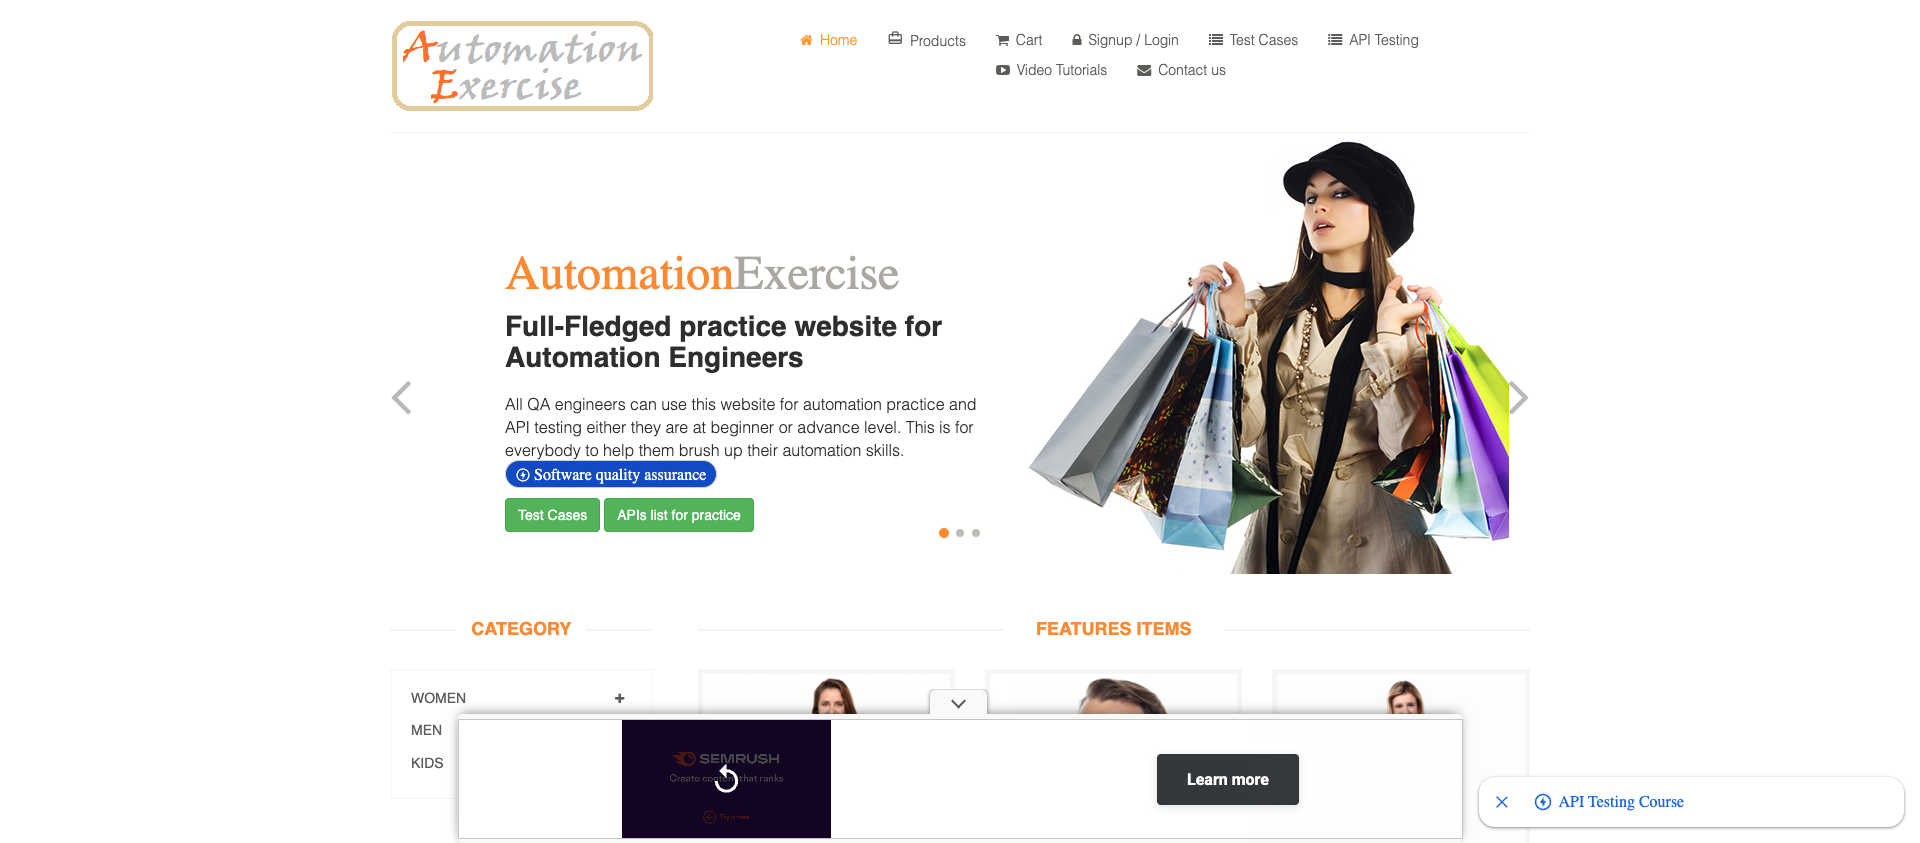 Automation
Exercise
Home
Products
Cart
Signup / Login
Test Cases
API Testing
Video Tutorials
Contact us
AutomationExercise
Full-Fledged practice website for
Automation Engineers
All QA engineers can use this website for automation practice and
API testing either they are at beginner or advance level. This is for
everybody to help them brush up their automation skills.
Software quality assurance
Test Cases
APIs list for practice
CATEGORY
FEATURES ITEMS
WOMEN
MEN
KIDS
SEMRUSH
Create content that ranks
Try it free
Learn more
API Testing Course